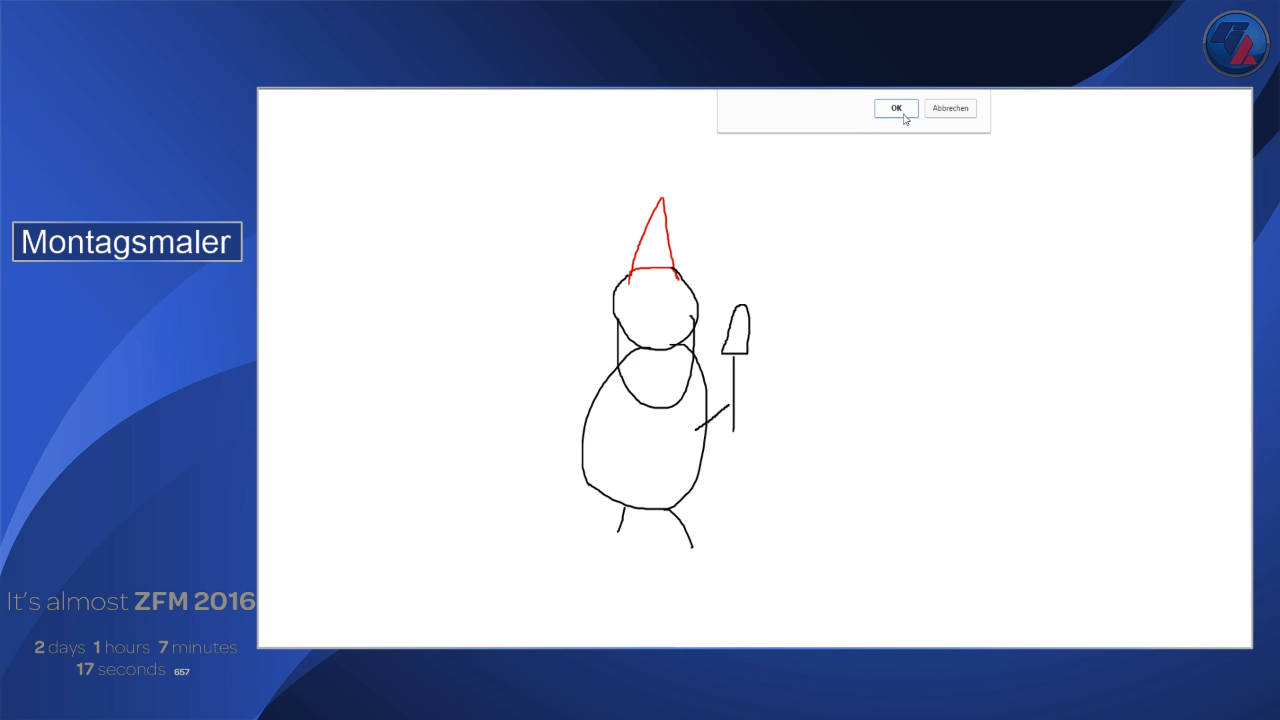 OK Abbrechen
Montagsmaler
It's almost ZFM 2016
2 days 1 hours 7 minutes
17 seconds 657